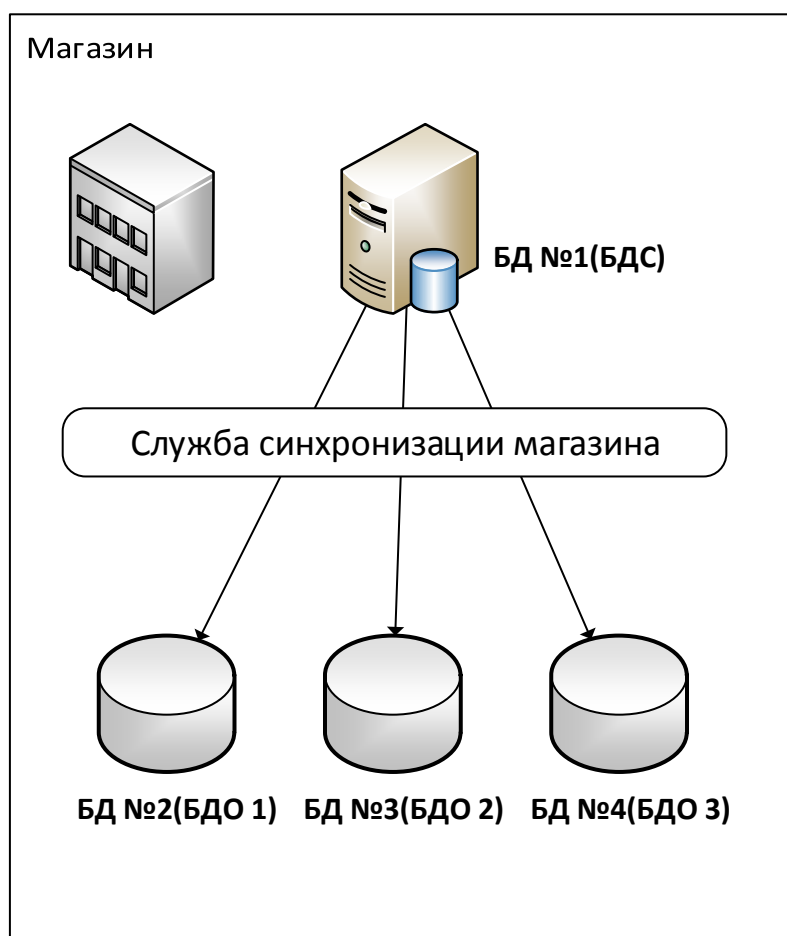 Магазин
БД №1(БДС)
Служба синхронизации магазина
БД №2(БДО 1)
БД №3(БДО 2)
БД №4(БДО 3)